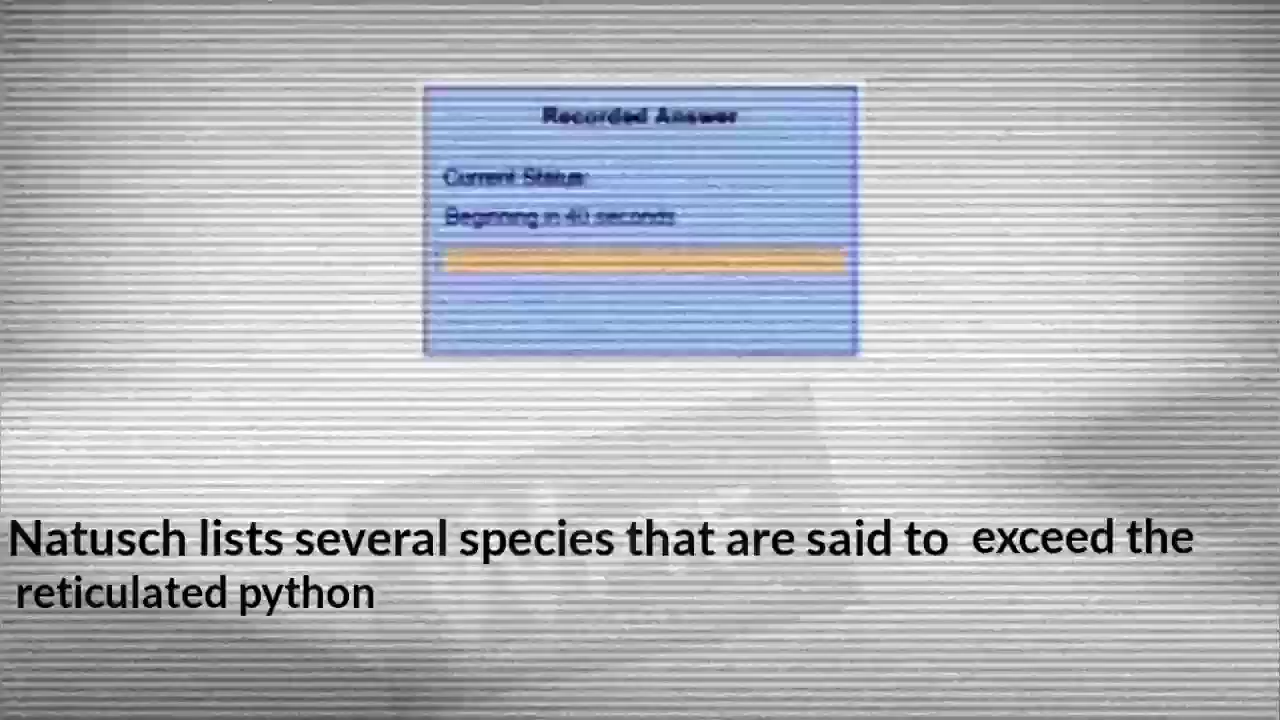 Recorded Answer
Current Status:
Beginning in 40 seconds
Natusch lists several species that are said to exceed the
reticulated python